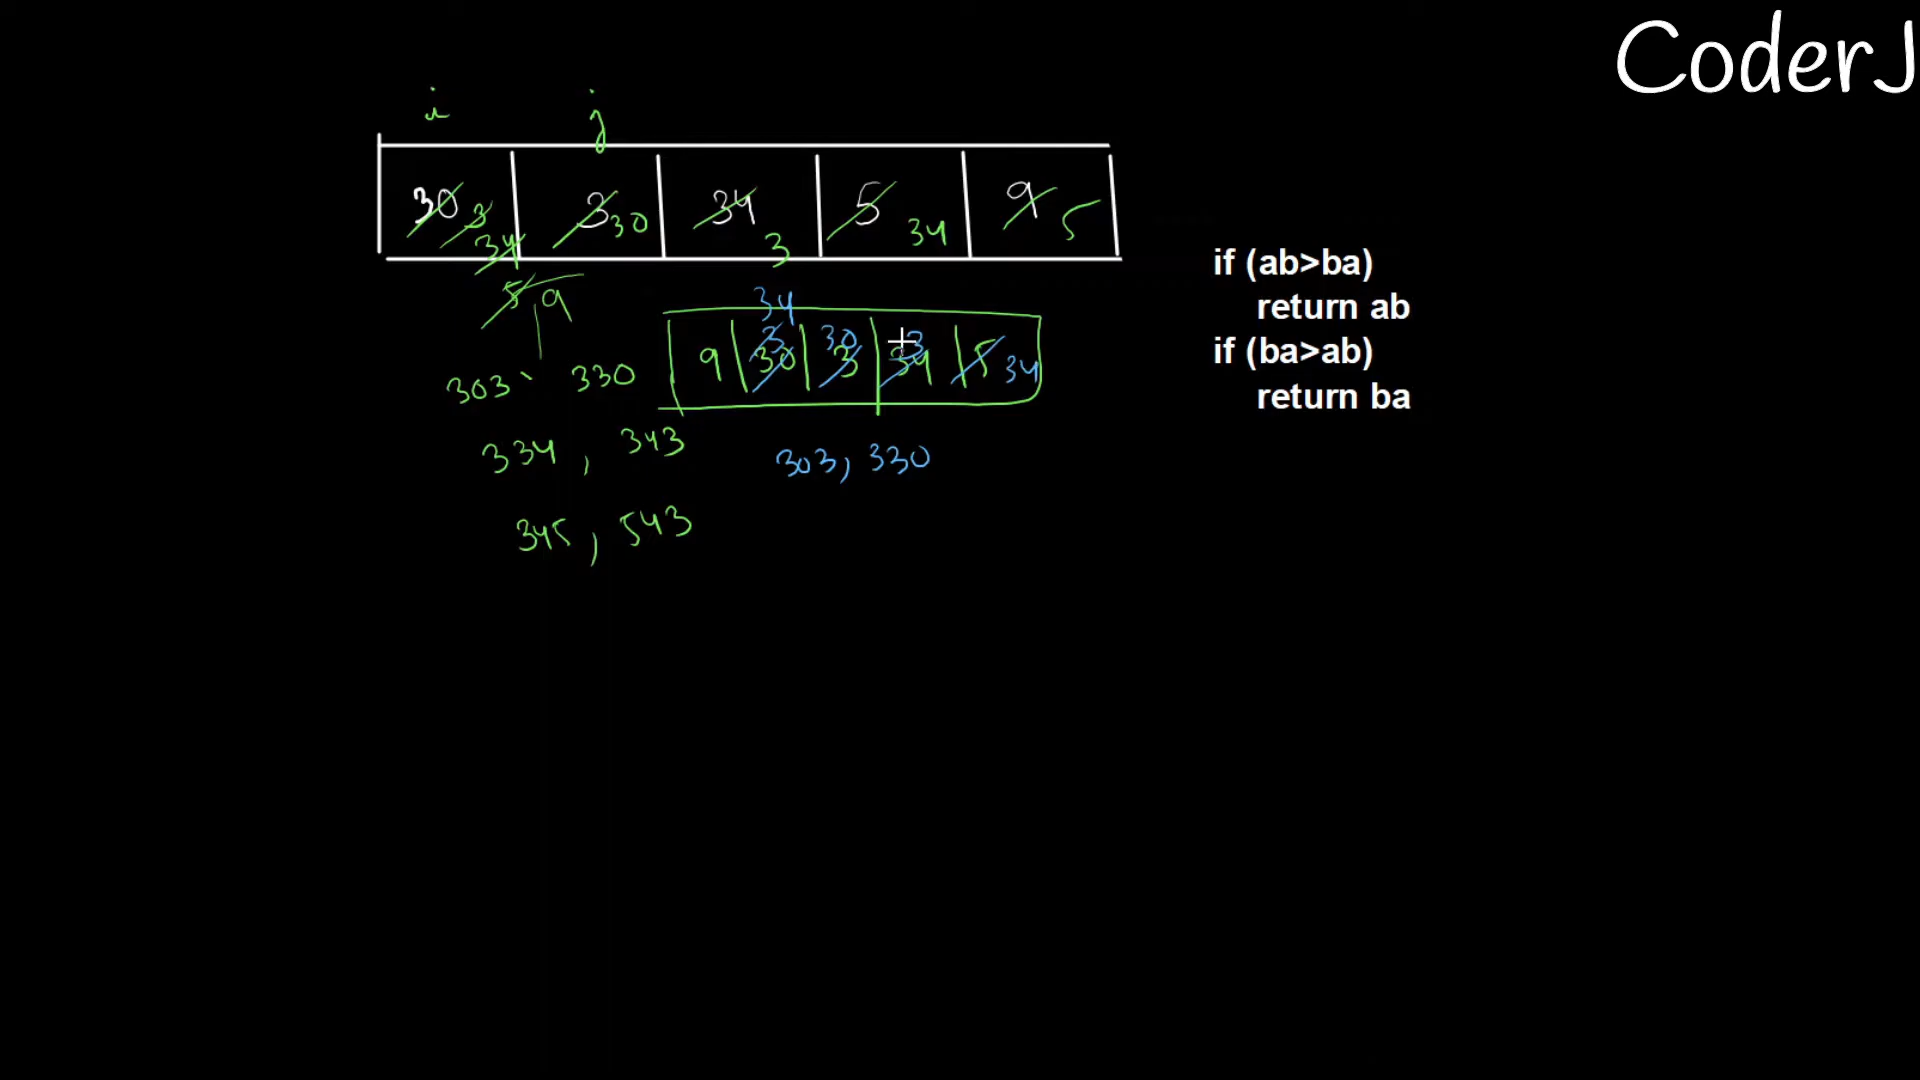 CoderJ
i j
30 3 3 30 34 5 9 5
3 34
34
5 9
34
3 30 3
9 30 3 34 5 34
if (ab>ba)
return ab
if (ba>ab)
return ba
303, 330
334, 343
303, 330
345, 543